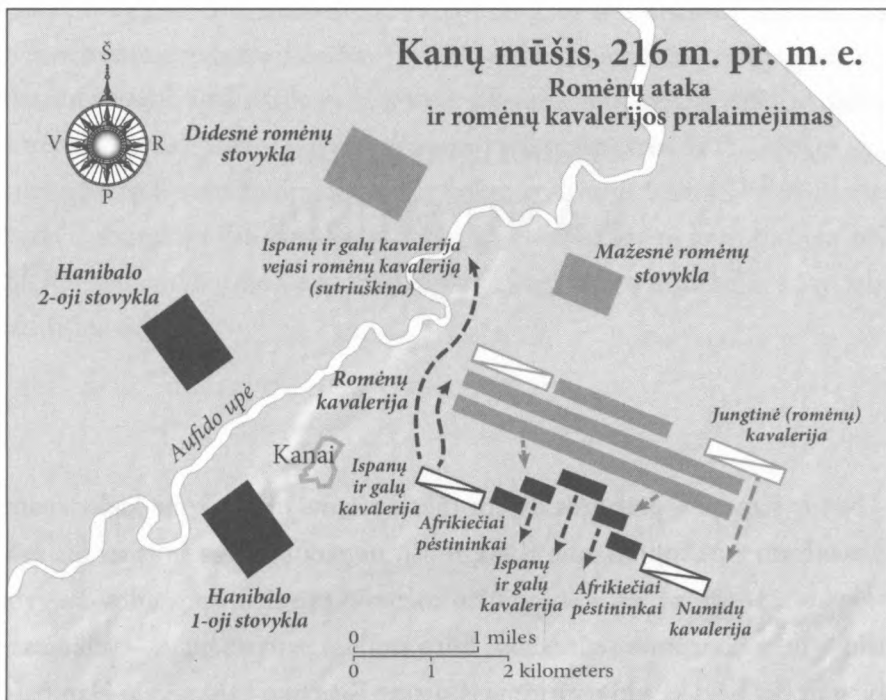 Kanų mūšis, 216 m. pr. m. e.
Romėnų ataka
ir romėnų kavalerijos pralaimėjimas
Š
V
R
P
Didesnė romėnų
stovykla
Ispanų ir galų kavalerija
vejasi romėnų kavaleriją
(sutriuškina)
Mažesnė romėnų
stovykla
Hanibalo
2-oji stovykla
Romėnų
kavalerija
Jungtinė (romėnų)
kavalerija
Aufido upė
Kanai
Ispanų
ir galų
kavalerija
Afrikiečiai
pėstininkai
Ispanų
ir galų
kavalerija
Afrikiečiai
pėstininkai
Numidų
kavalerija
Hanibalo
1-oji stovykla
0 1 miles
0 1 2 kilometers